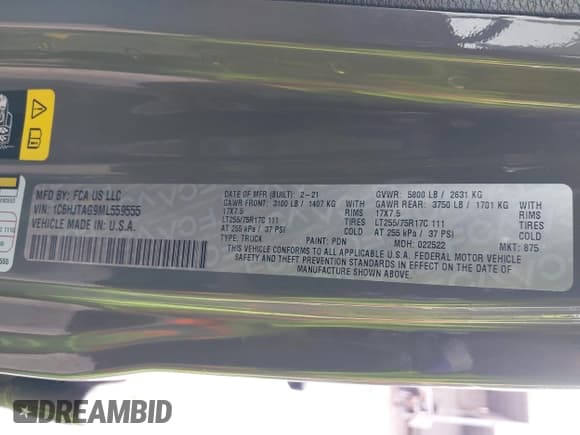 MFD BY: FCA US LLC
VIN: 1C6HJTAG9ML559555
VEHICLE MADE IN: U.S.A.
DATE OF MFR (BUILT): 2-21
GAWR FRONT: 3100 LB / 1407 KG WITH
17X7.5 RIMS
LT255/75R17C 111 TIRES
AT 255 kPa / 37 PSI COLD
TYPE: TRUCK PAINT: PDN
GVWR: 5800 LB / 2631 KG
GAWR REAR: 3750 LB / 1701 KG WITH
17X7.5 RIMS
LT255/75R17C 111 TIRES
AT 255 kPa / 37 PSI COLD
MDH: 022522 MKT: 875
THIS VEHICLE CONFORMS TO ALL APPLICABLE U.S.A. FEDERAL MOTOR VEHICLE
SAFETY AND THEFT PREVENTION STANDARDS IN EFFECT ON THE DATE OF
MANUFACTURE SHOWN ABOVE.
DREAMBID